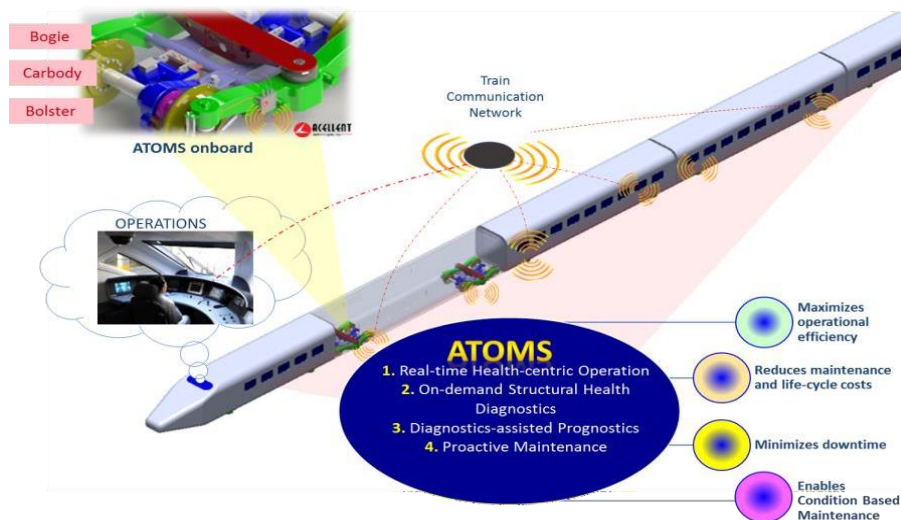 Bogie
Carbody
Bolster
ACELLENT
ATOMS onboard
Train
Communication
Network
OPERATIONS
ATOMS
1. Real-time Health-centric Operation
2. On-demand Structural Health
Diagnostics
3. Diagnostics-assisted Prognostics
4. Proactive Maintenance
Maximizes
operational
efficiency
Reduces maintenance
and life-cycle costs
Minimizes downtime
Enables
Condition Based
Maintenance